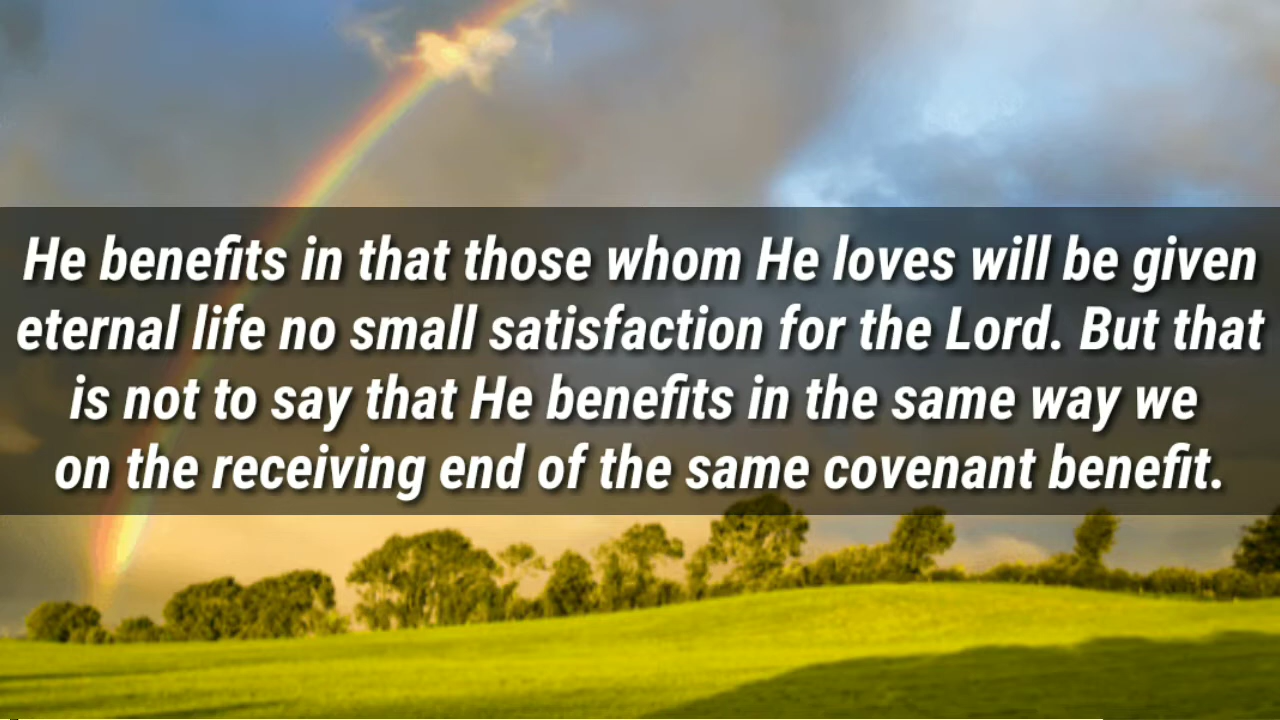 He benefits in that those whom He loves will be given
eternal life no small satisfaction for the Lord. But that
is not to say that He benefits in the same way we
on the receiving end of the same covenant benefit.